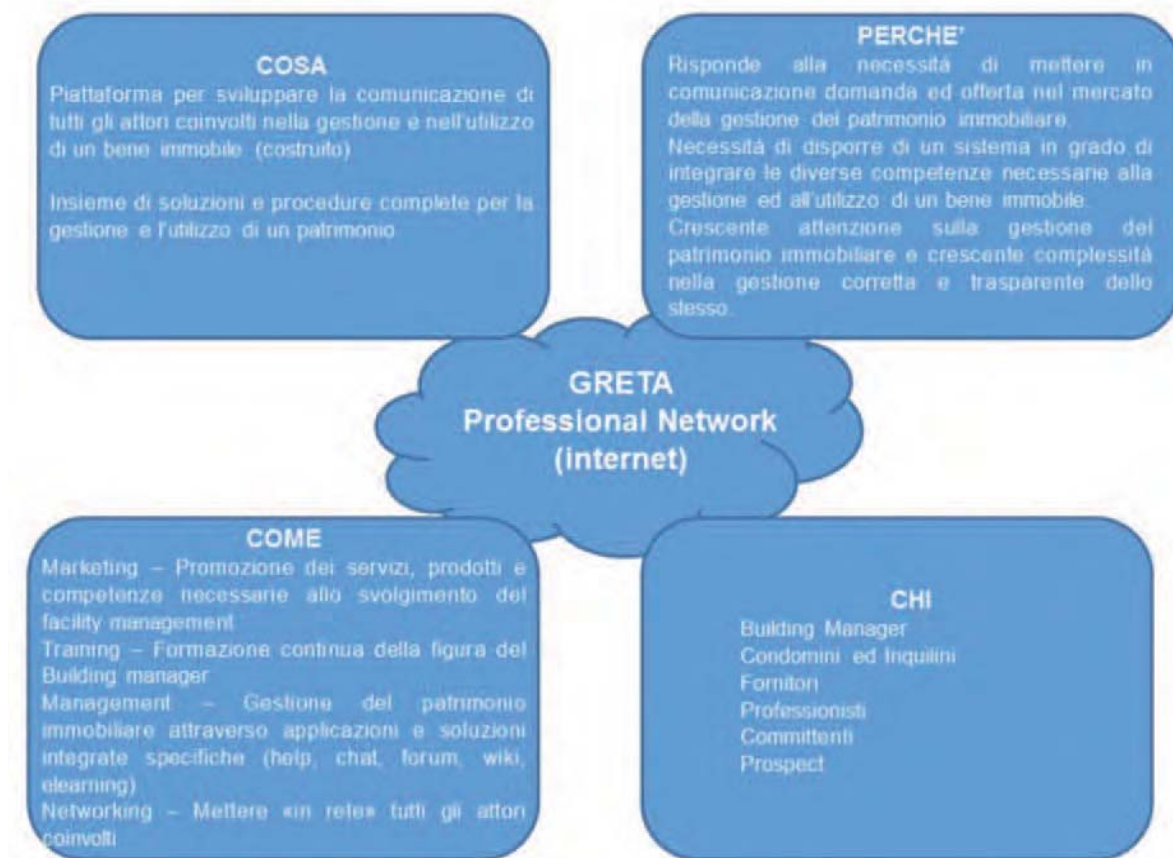 COSA
Piattaforma per sviluppare la comunicazione di
tutti gli attori coinvolti nella gestione e nell'utilizzo
di un bene immobile (costruito)
Insieme di soluzioni e procedure complete per la
gestione e l'utilizzo di un patrimonio
PERCHE'
Risponde alla necessità di mettere in
comunicazione domanda ed offerta nel mercato
della gestione del patrimonio immobiliare.
Necessità di disporre di un sistema in grado di
integrare le diverse competenze necessarie alla
gestione ed all'utilizzo di un bene immobile.
Crescente attenzione sulla gestione del
patrimonio immobiliare e crescente complessità
nella gestione corretta e trasparente dello
stesso.
GRETA
Professional Network
(internet)
COME
Marketing – Promozione dei servizi, prodotti e
competenze necessarie allo svolgimento del
facility management
Training – Formazione continua della figura del
Building manager
Management – Gestione del patrimonio
immobiliare attraverso applicazioni e soluzioni
integrate specifiche (help, chat, forum, wiki,
elearning)
Networking – Mettere «in rete» tutti gli attori
coinvolti
CHI
Building Manager
Condomini ed Inquilini
Fornitori
Professionisti
Committenti
Prospect